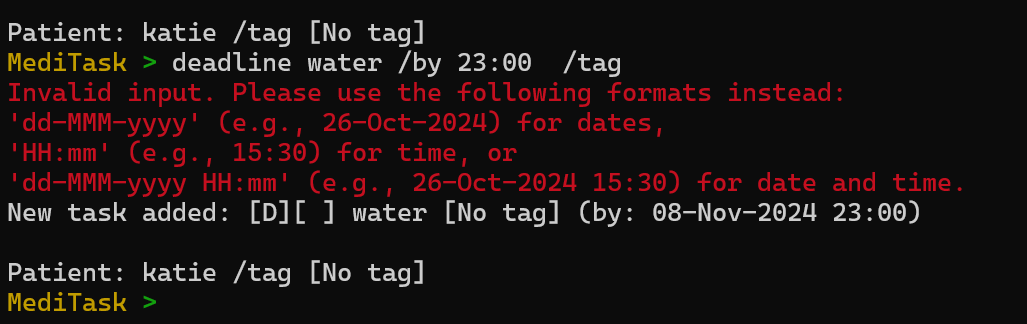 Patient: katie /tag [No tag]
MediTask > deadline water /by 23:00  /tag
Invalid input. Please use the following formats instead:
'dd-MMM-yyyy' (e.g., 26-Oct-2024) for dates,
'HH:mm' (e.g., 15:30) for time, or
'dd-MMM-yyyy HH:mm' (e.g., 26-Oct-2024 15:30) for date and time.
New task added: [D][ ] water [No tag] (by: 08-Nov-2024 23:00)
Patient: katie /tag [No tag]
MediTask >